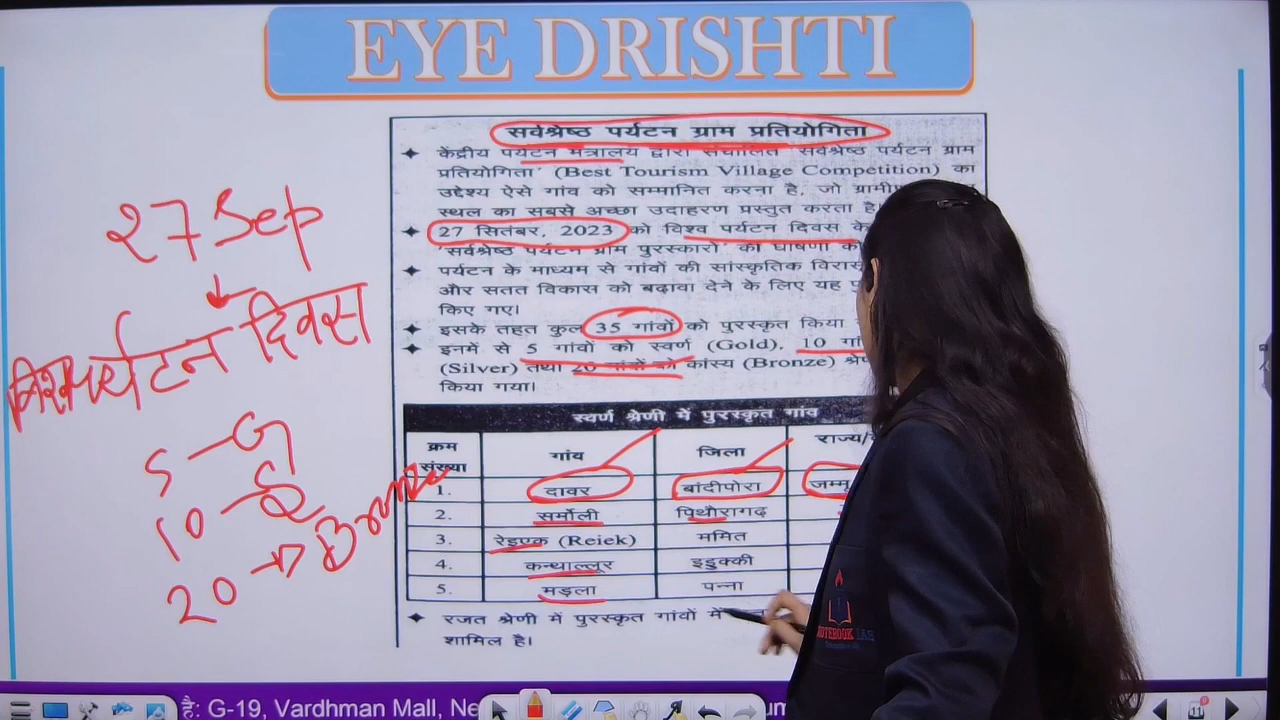 EYE DRISHTI
सर्वश्रेष्ठ पर्यटन ग्राम प्रतियोगिता
केंद्रीय पर्यटन मंत्रालय द्वारा संचालित 'सर्वश्रेष्ठ पर्यटन ग्राम
प्रतियोगिता' (Best Tourism Village Competition) का
उद्देश्य ऐसे गांव को सम्मानित करना है, जो ग्रामीण
स्थल का सबसे अच्छा उदाहरण प्रस्तुत करता है।
27 सितंबर, 2023 को विश्व पर्यटन दिवस के
'सर्वश्रेष्ठ पर्यटन ग्राम पुरस्कारों' की घोषणा की
पर्यटन के माध्यम से गांवों की सांस्कृतिक
और सतत विकास को बढ़ावा देने के लिए यह
किए गए।
इसके तहत कुल 35 गांवों को पुरस्कृत किया
इनमें से 5 गांवों को स्वर्ण (Gold), 10
(Silver) तथा 20 गांवों को कांस्य (Bronze)
किया गया।
स्वर्ण श्रेणी में पुरस्कृत गांव
क्रम संख्या गांव जिला राज्य/
1. दावर बांदीपोरा जम्मू
2. सर्मोली पिथौरागढ़
3. रेइएक (Reiek) ममित
4. कन्थाल्लूर इडुक्की
5. मड़ला पन्ना
रजत श्रेणी में पुरस्कृत गांवों में
शामिल है।
27 Sep
विश्व पर्यटन दिवस
5 - G
10 - S
20 → Bronze
NOTEBOOK LAB
है: G-19, Vardhman Mall,
11